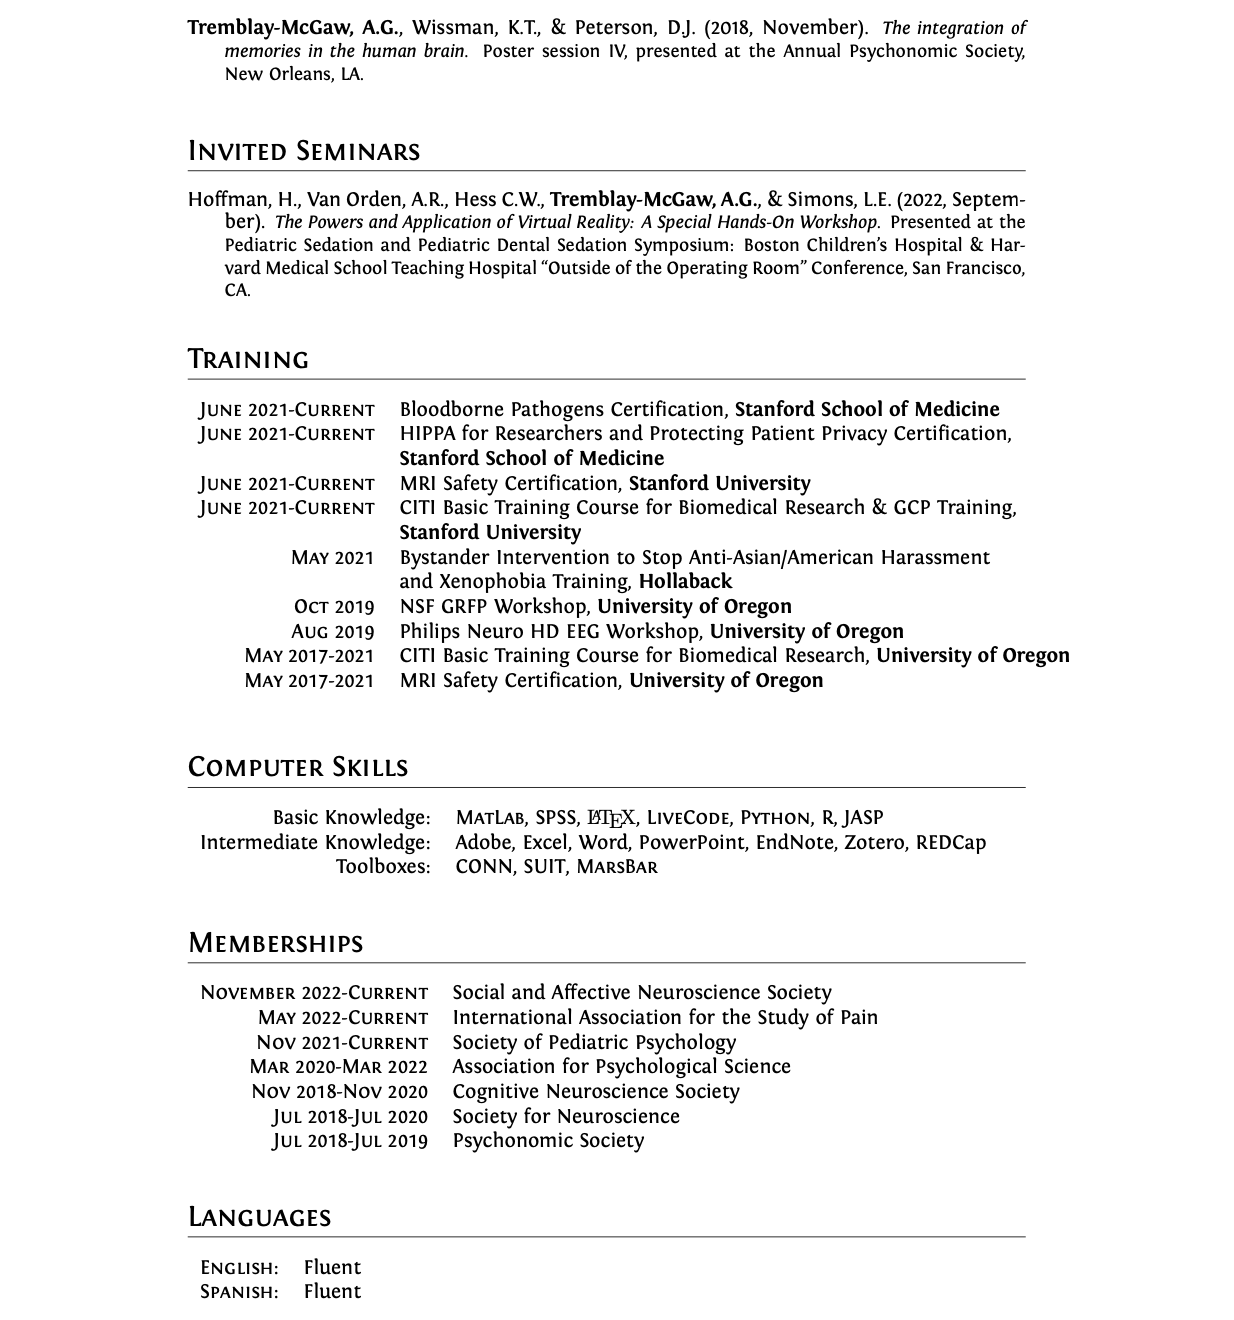 Tremblay-McGaw, A.G., Wissman, K.T., & Peterson, D.J. (2018, November). The integration of
memories in the human brain. Poster session IV, presented at the Annual Psychonomic Society,
New Orleans, LA.
Invited Seminars
Hoffman, H., Van Orden, A.R., Hess C.W., Tremblay-McGaw, A.G., & Simons, L.E. (2022, Septem-
ber). The Powers and Application of Virtual Reality: A Special Hands-On Workshop. Presented at the
Pediatric Sedation and Pediatric Dental Sedation Symposium: Boston Children's Hospital & Har-
vard Medical School Teaching Hospital "Outside of the Operating Room" Conference, San Francisco,
CA.
Training
June 2021-Current Bloodborne Pathogens Certification, Stanford School of Medicine
June 2021-Current HIPPA for Researchers and Protecting Patient Privacy Certification,
Stanford School of Medicine
June 2021-Current MRI Safety Certification, Stanford University
June 2021-Current CITI Basic Training Course for Biomedical Research & GCP Training,
Stanford University
May 2021 Bystander Intervention to Stop Anti-Asian/American Harassment
and Xenophobia Training, Hollaback
Oct 2019 NSF GRFP Workshop, University of Oregon
Aug 2019 Philips Neuro HD EEG Workshop, University of Oregon
May 2017-2021 CITI Basic Training Course for Biomedical Research, University of Oregon
May 2017-2021 MRI Safety Certification, University of Oregon
Computer Skills
Basic Knowledge: MatLab, SPSS, LATEX, LiveCode, Python, R, JASP
Intermediate Knowledge: Adobe, Excel, Word, PowerPoint, EndNote, Zotero, REDCap
Toolboxes: CONN, SUIT, MarsBar
Memberships
November 2022-Current Social and Affective Neuroscience Society
May 2022-Current International Association for the Study of Pain
Nov 2021-Current Society of Pediatric Psychology
Mar 2020-Mar 2022 Association for Psychological Science
Nov 2018-Nov 2020 Cognitive Neuroscience Society
Jul 2018-Jul 2020 Society for Neuroscience
Jul 2018-Jul 2019 Psychonomic Society
Languages
English: Fluent
Spanish: Fluent